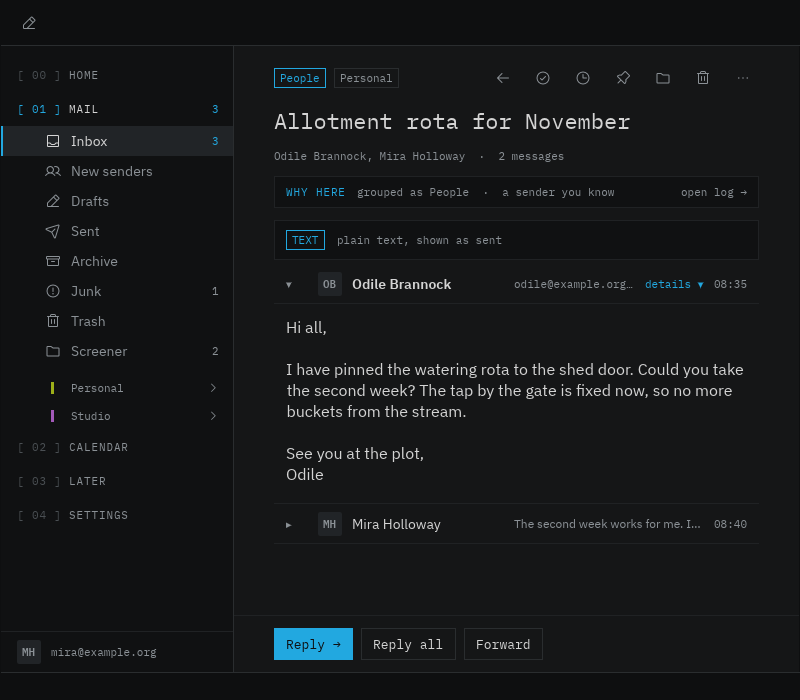 [ 00 ] HOME
[ 01 ] MAIL 3
Inbox 3
New senders
Drafts
Sent
Archive
Junk 1
Trash
Screener 2
Personal
Studio
[ 02 ] CALENDAR
[ 03 ] LATER
[ 04 ] SETTINGS
MH mira@example.org
People Personal
Allotment rota for November
Odile Brannock, Mira Holloway · 2 messages
WHY HERE grouped as People · a sender you know open log →
TEXT plain text, shown as sent
▾ OB Odile Brannock odile@example.org… details ▾ 08:35
Hi all,
I have pinned the watering rota to the shed door. Could you take
the second week? The tap by the gate is fixed now, so no more
buckets from the stream.
See you at the plot,
Odile
▸ MH Mira Holloway The second week works for me. I… 08:40
Reply → Reply all Forward